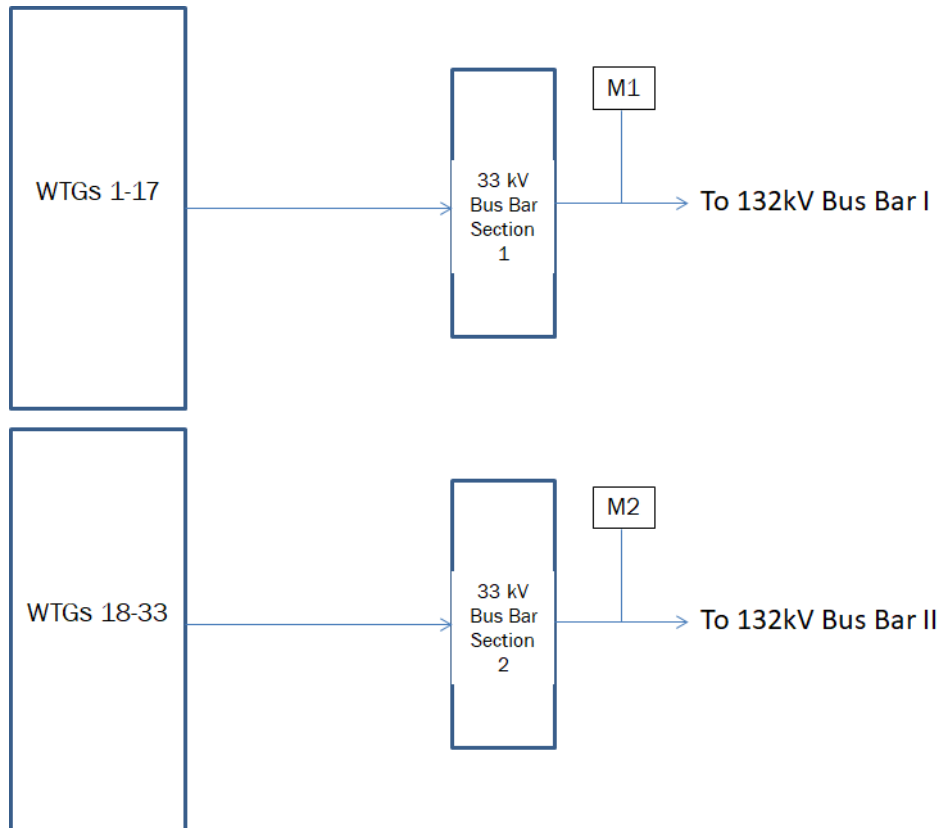 M1
WTGs 1-17
33 kV
Bus Bar
Section
1
To 132kV Bus Bar I
M2
WTGs 18-33
33 kV
Bus Bar
Section
2
To 132kV Bus Bar II